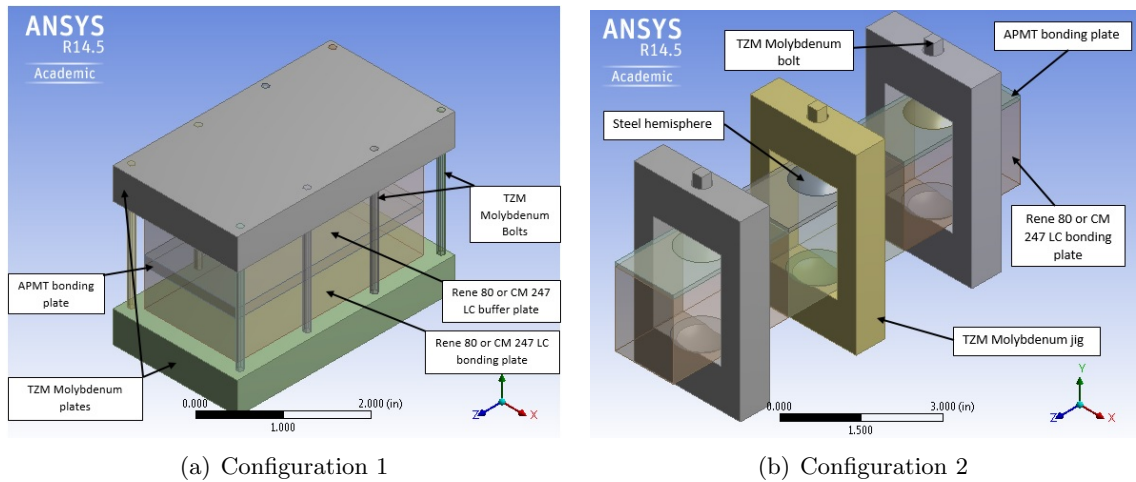 ANSYS
R14.5
Academic
TZM
Molybdenum
Bolts
APMT bonding
plate
Rene 80 or CM 247
LC buffer plate
Rene 80 or CM 247 LC
bonding plate
TZM Molybdenum
plates
0.000
2.000 (in)
1.000
Z
X
(a) Configuration 1
ANSYS
R14.5
Academic
TZM Molybdenum
bolt
APMT bonding plate
Steel hemisphere
Rene 80 or CM
247 LC bonding
plate
TZM Molybdenum jig
0.000
3.000 (in)
1.500
Y
Z
X
(b) Configuration 2